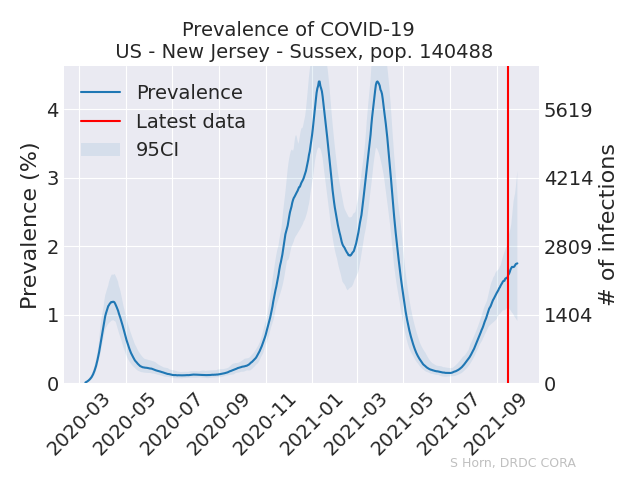 Prevalence of COVID-19
US - New Jersey - Sussex, pop. 140488
Prevalence
Latest data
95CI
Prevalence (%)
4
3
2
1
0
5619
4214
2809
1404
0
# of infections
2020-03
2020-05
2020-07
2020-09
2020-11
2021-01
2021-03
2021-05
2021-07
2021-09
S Horn, DRDC CORA